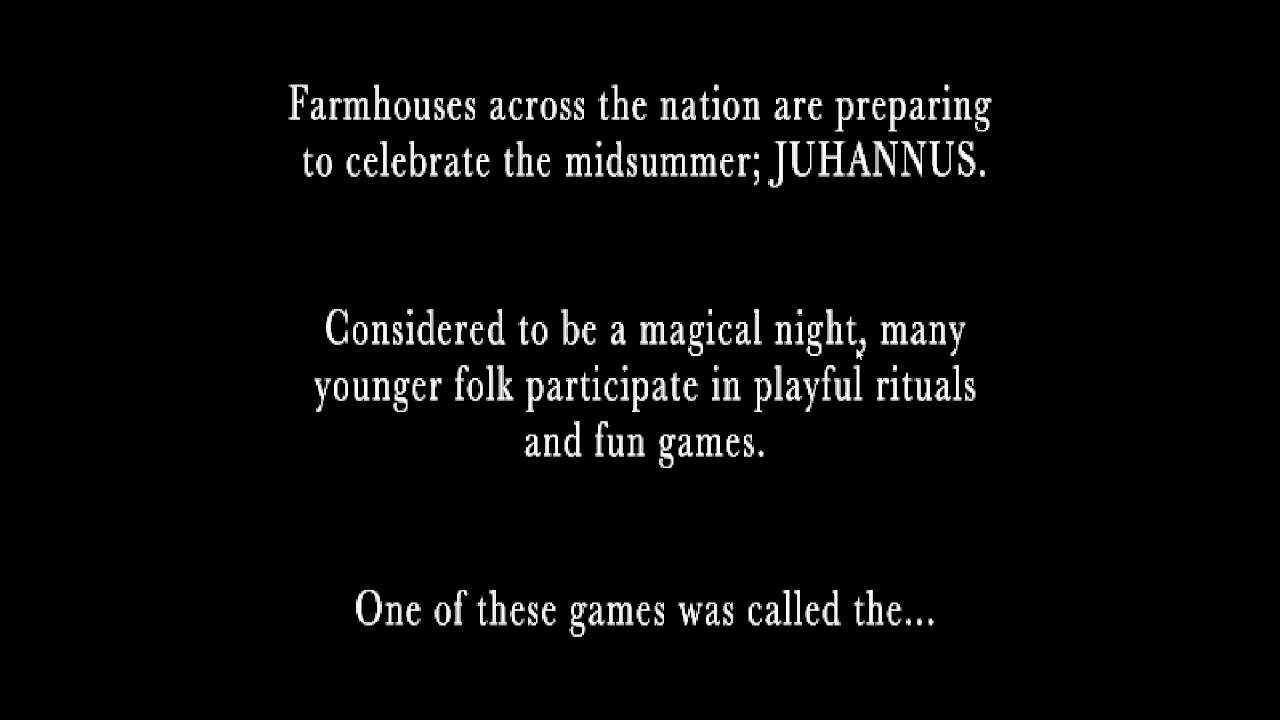 Farmhouses across the nation are preparing
to celebrate the midsummer; JUHANNUS.
Considered to be a magical night, many
younger folk participate in playful rituals
and fun games.
One of these games was called the...